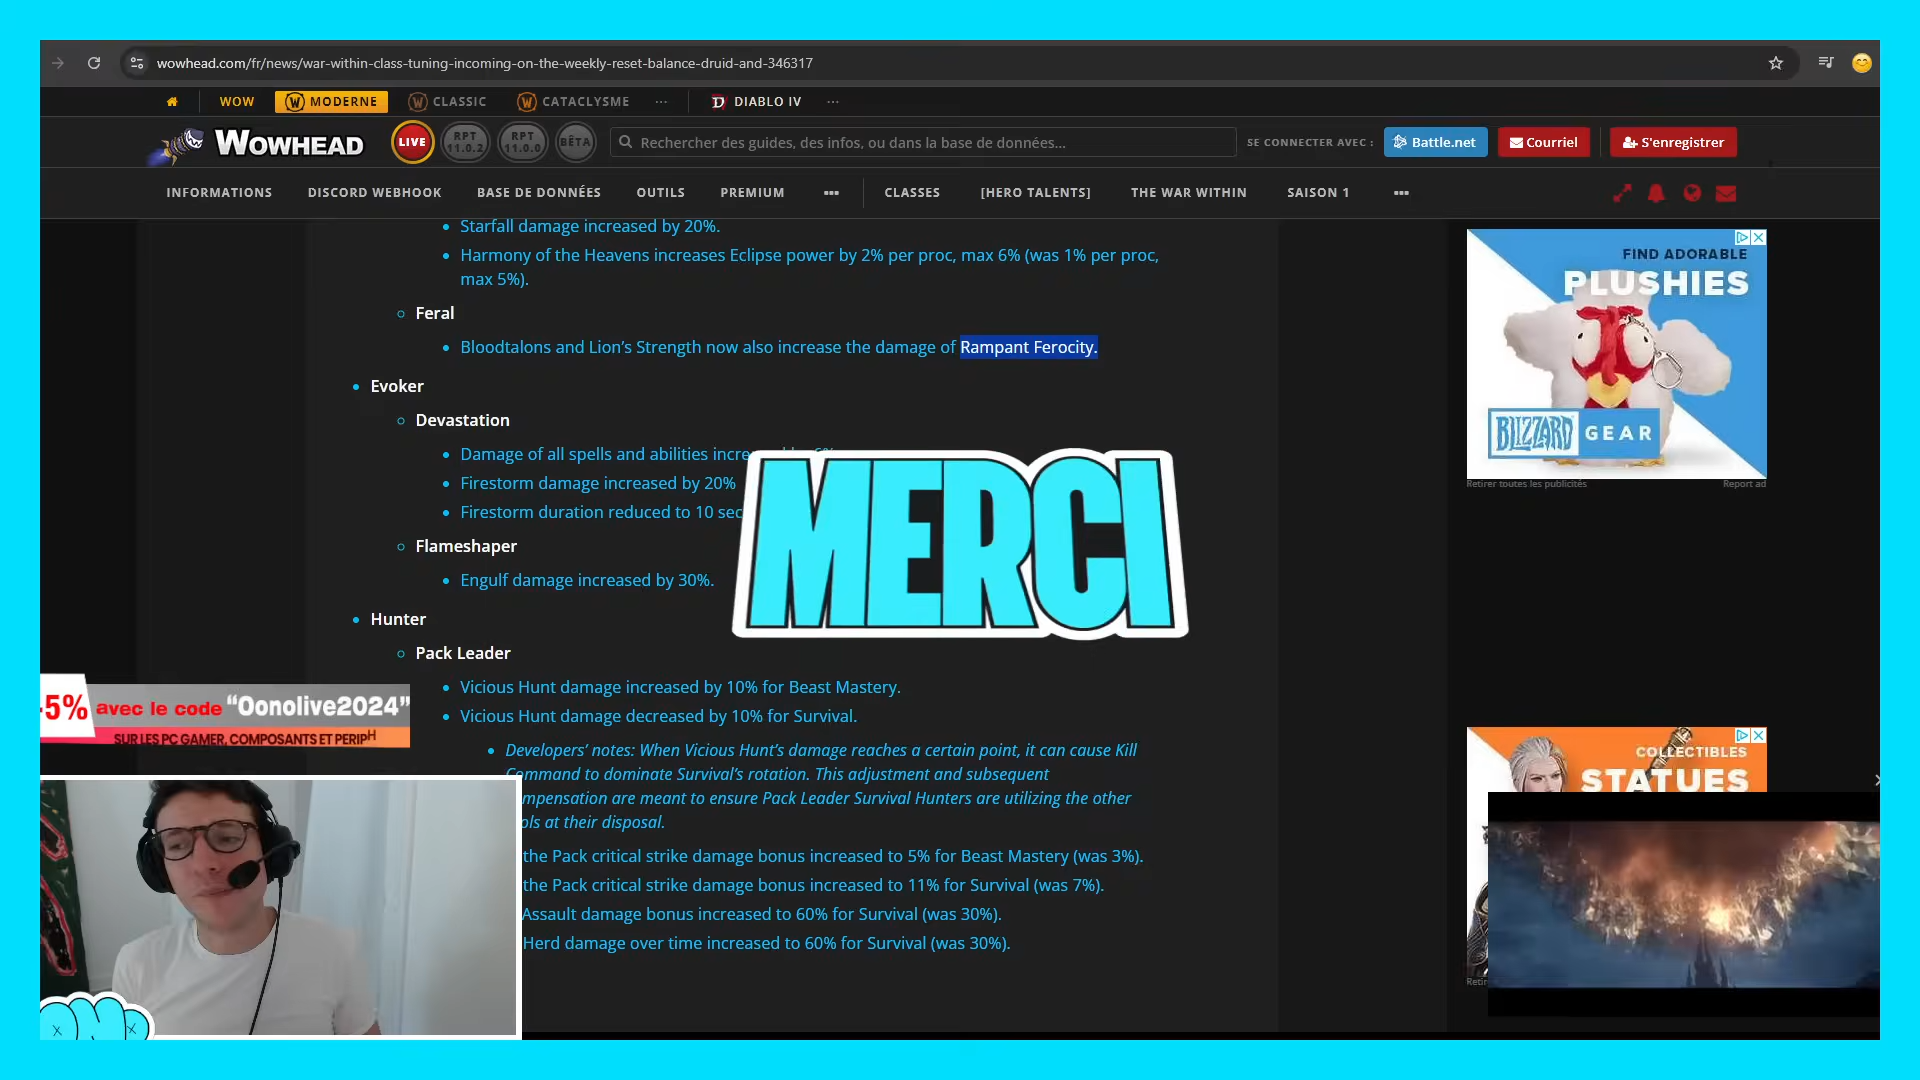 wowhead.com/fr/news/war-within-class-tuning-incoming-on-the-weekly-reset-balance-druid-and-346317
WOW
MODERNE
CLASSIC
CATACLYSME
DIABLO IV
WOWHEAD
LIVE
RPT 11.0.2
RPT 11.0.0
BÊTA
Rechercher des guides, des infos, ou dans la base de données...
SE CONNECTER AVEC :
Battle.net
Courriel
S'enregistrer
INFORMATIONS
DISCORD WEBHOOK
BASE DE DONNÉES
OUTILS
PREMIUM
CLASSES
[HERO TALENTS]
THE WAR WITHIN
SAISON 1
Starfall damage increased by 20%.
Harmony of the Heavens increases Eclipse power by 2% per proc, max 6% (was 1% per proc,
max 5%).
Feral
Bloodtalons and Lion's Strength now also increase the damage of Rampant Ferocity.
Evoker
Devastation
Damage of all spells and abilities incre
Firestorm damage increased by 20%
Firestorm duration reduced to 10 sec
Flameshaper
Engulf damage increased by 30%.
Hunter
Pack Leader
Vicious Hunt damage increased by 10% for Beast Mastery.
Vicious Hunt damage decreased by 10% for Survival.
Developers' notes: When Vicious Hunt's damage reaches a certain point, it can cause Kill
Command to dominate Survival's rotation. This adjustment and subsequent
mpensation are meant to ensure Pack Leader Survival Hunters are utilizing the other
ols at their disposal.
the Pack critical strike damage bonus increased to 5% for Beast Mastery (was 3%).
the Pack critical strike damage bonus increased to 11% for Survival (was 7%).
Assault damage bonus increased to 60% for Survival (was 30%).
Herd damage over time increased to 60% for Survival (was 30%).
MERCI
-5% avec le code "Oonolive2024"
SUR LES PC GAMER, COMPOSANTS ET PERIPH
FIND ADORABLE
PLUSHIES
BLIZZARD GEAR
Retirer toutes les publicités
Report ad
COLLECTIBLES
STATUES
Retir